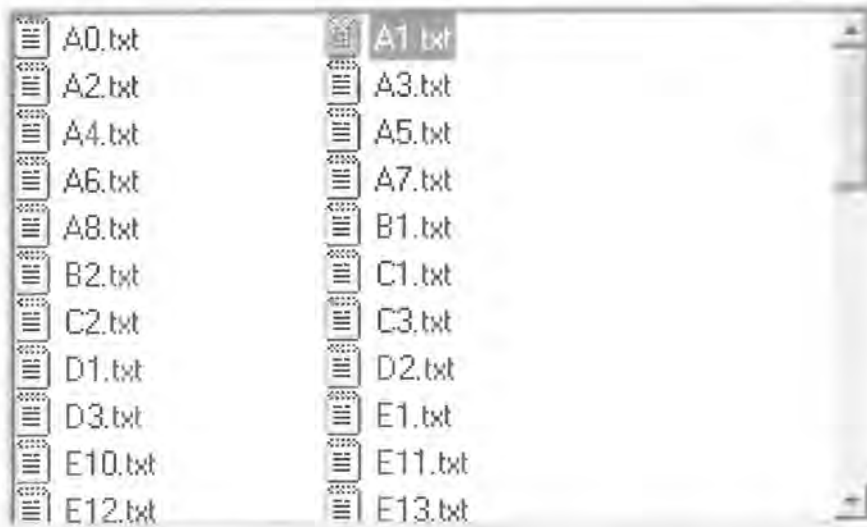 A0.txt A1.txt
A2.txt A3.txt
A4.txt A5.txt
A6.txt A7.txt
A8.txt B1.txt
B2.txt C1.txt
C2.txt C3.txt
D1.txt D2.txt
D3.txt E1.txt
E10.txt E11.txt
E12.txt E13.txt